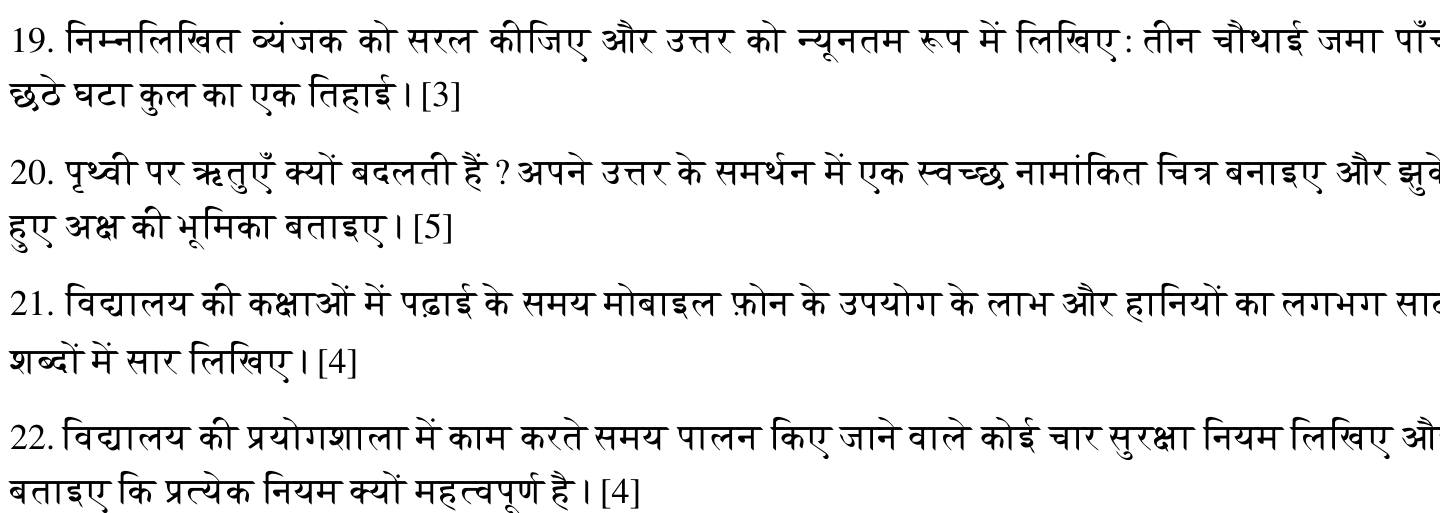 19. निम्नलिखित व्यंजक को सरल कीजिए और उत्तर को न्यूनतम रूप में लिखिए: तीन चौथाई जमा
छठे घटा कुल का एक तिहाई। [3]
20. पृथ्वी पर ऋतुएँ क्यों बदलती हैं? अपने उत्तर के समर्थन में एक स्वच्छ नामांकित चित्र बनाइए और झुके
हुए अक्ष की भूमिका बताइए। [5]
21. विद्यालय की कक्षाओं में पढ़ाई के समय मोबाइल फ़ोन के उपयोग के लाभ और हानियों का लगभग
शब्दों में सार लिखिए। [4]
22. विद्यालय की प्रयोगशाला में काम करते समय पालन किए जाने वाले कोई चार सुरक्षा नियम लिखिए
बताइए कि प्रत्येक नियम क्यों महत्वपूर्ण है। [4]